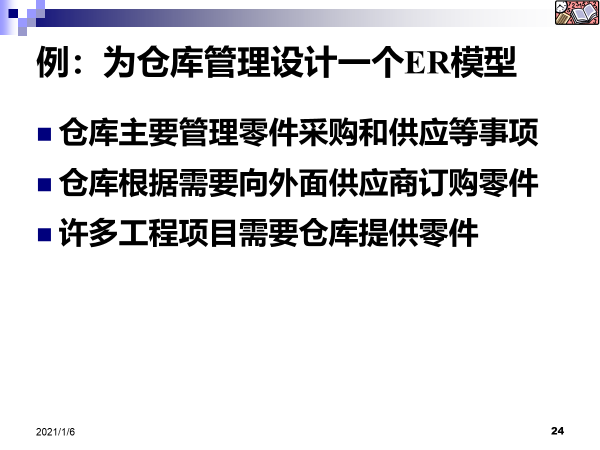 例：为仓库管理设计一个ER模型
仓库主要管理零件采购和供应等事项
仓库根据需要向外面供应商订购零件
许多工程项目需要仓库提供零件
2021/1/6
24